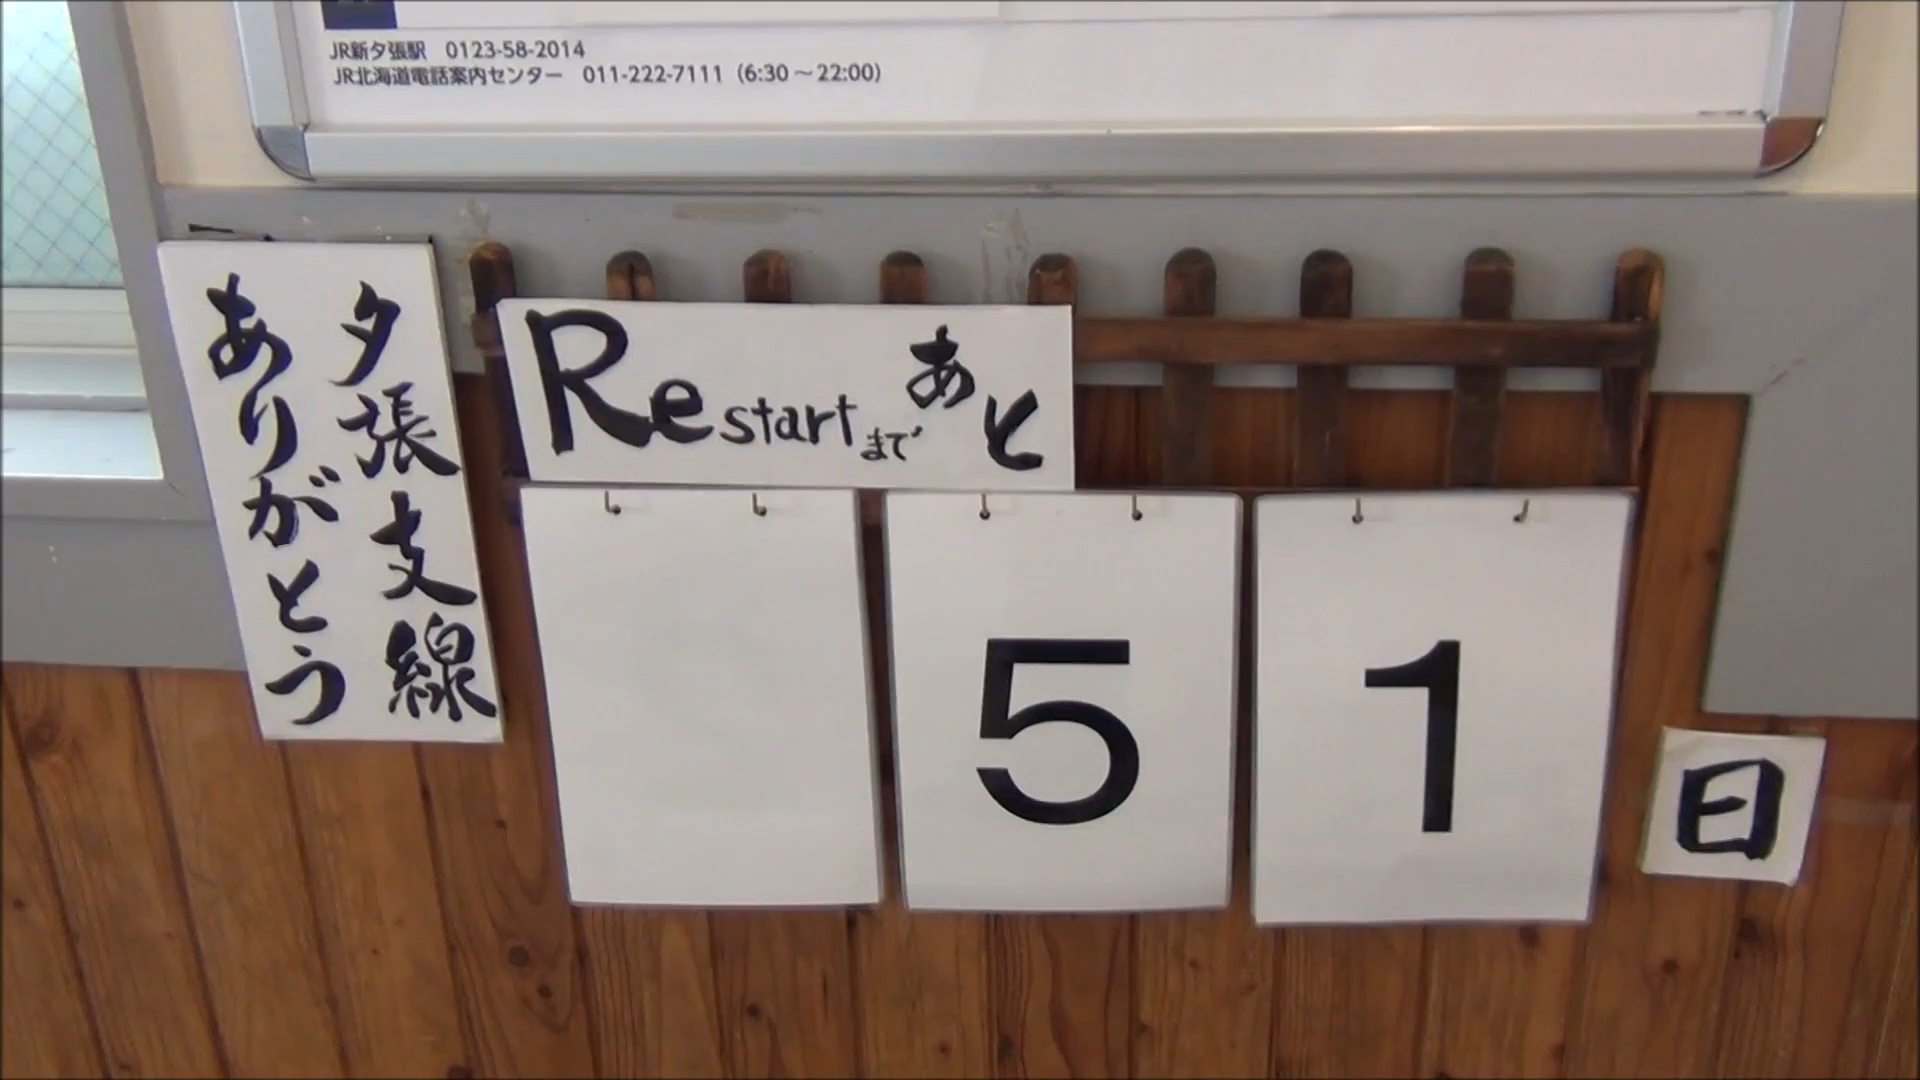 JR新夕張駅 0123-58-2014
JR北海道電話案内センター 011-222-7111（6:30～22:00）
夕張支線
ありがとう
Restartまであと
51
日